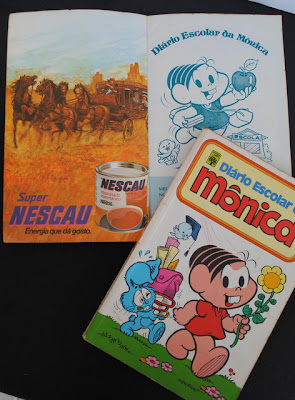 Diário Escolar da Mônica
ESCOLA
NESCAU
Super
NESCAU
Energia que dá gosto.
Diário Escolar d
mônica